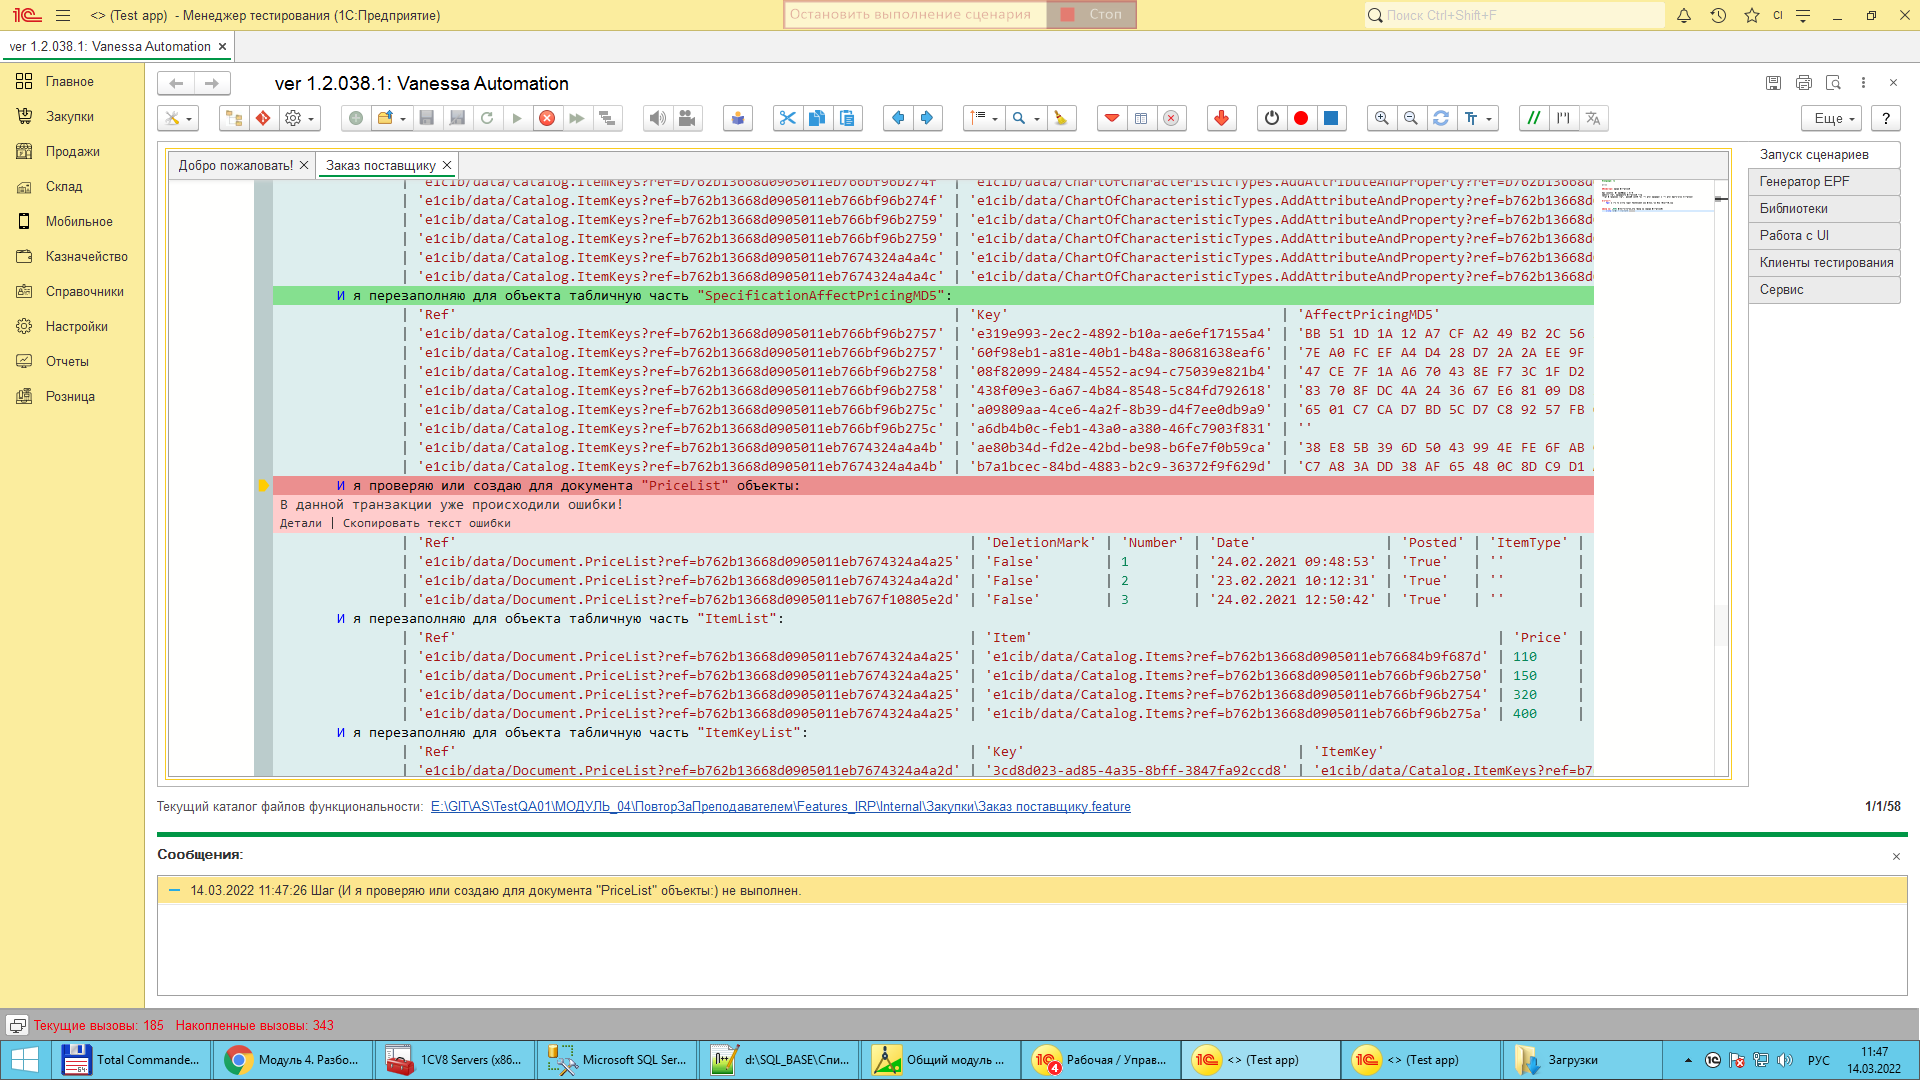 <> (Test app) - Менеджер тестирования (1С:Предприятие)
Остановить выполнение сценария
Стоп
Поиск Ctrl+Shift+F
CI
ver 1.2.038.1: Vanessa Automation
ver 1.2.038.1: Vanessa Automation
Еще
?
Главное
Закупки
Продажи
Склад
Мобильное
Казначейство
Справочники
Настройки
Отчеты
Розница
Добро пожаловать!
Заказ поставщику
Запуск сценариев
Генератор EPF
Библиотеки
Работа с UI
Клиенты тестирования
Сервис
| 'e1cib/data/Catalog.ItemKeys?ref=b762b13668d0905011eb766bf96b274f' | 'e1cib/data/ChartOfCharacteristicTypes.AddAttributeAndProperty?ref=b762b13668d
| 'e1cib/data/Catalog.ItemKeys?ref=b762b13668d0905011eb766bf96b274f' | 'e1cib/data/ChartOfCharacteristicTypes.AddAttributeAndProperty?ref=b762b13668d
| 'e1cib/data/Catalog.ItemKeys?ref=b762b13668d0905011eb766bf96b2759' | 'e1cib/data/ChartOfCharacteristicTypes.AddAttributeAndProperty?ref=b762b13668d
| 'e1cib/data/Catalog.ItemKeys?ref=b762b13668d0905011eb766bf96b2759' | 'e1cib/data/ChartOfCharacteristicTypes.AddAttributeAndProperty?ref=b762b13668d
| 'e1cib/data/Catalog.ItemKeys?ref=b762b13668d0905011eb7674324a4a4c' | 'e1cib/data/ChartOfCharacteristicTypes.AddAttributeAndProperty?ref=b762b13668d
| 'e1cib/data/Catalog.ItemKeys?ref=b762b13668d0905011eb7674324a4a4c' | 'e1cib/data/ChartOfCharacteristicTypes.AddAttributeAndProperty?ref=b762b13668d
И я перезаполняю для объекта табличную часть "SpecificationAffectPricingMD5":
| 'Ref' | 'Key' | 'AffectPricingMD5'
| 'e1cib/data/Catalog.ItemKeys?ref=b762b13668d0905011eb766bf96b2757' | 'e319e993-2ec2-4892-b10a-ae6ef17155a4' | 'BB 51 1D 1A 12 A7 CF A2 49 B2 2C 56
| 'e1cib/data/Catalog.ItemKeys?ref=b762b13668d0905011eb766bf96b2757' | '60f98eb1-a81e-40b1-b48a-80681638eaf6' | '7E A0 FC EF A4 D4 28 D7 2A 2A EE 9F
| 'e1cib/data/Catalog.ItemKeys?ref=b762b13668d0905011eb766bf96b2758' | '08f82099-2484-4552-ac94-c75039e821b4' | '47 CE 7F 1A A6 70 43 8E F7 3C 1F D2
| 'e1cib/data/Catalog.ItemKeys?ref=b762b13668d0905011eb766bf96b2758' | '438f09e3-6a67-4b84-8548-5c84fd792618' | '83 70 8F DC 4A 24 36 67 E6 81 09 D8
| 'e1cib/data/Catalog.ItemKeys?ref=b762b13668d0905011eb766bf96b275c' | 'a09809aa-4ce6-4a2f-8b39-d4f7ee0db9a9' | '65 01 C7 CA D7 BD 5C D7 C8 92 57 FB
| 'e1cib/data/Catalog.ItemKeys?ref=b762b13668d0905011eb766bf96b275c' | 'a6db4b0c-feb1-43a0-a380-46fc7903f831' | ''
| 'e1cib/data/Catalog.ItemKeys?ref=b762b13668d0905011eb7674324a4a4b' | 'ae80b34d-fd2e-42bd-be98-b6fe7f0b59ca' | '38 E8 5B 39 6D 50 43 99 4E FE 6F AB
| 'e1cib/data/Catalog.ItemKeys?ref=b762b13668d0905011eb7674324a4a4b' | 'b7a1bcec-84bd-4883-b2c9-36372f9f629d' | 'C7 A8 3A DD 38 AF 65 48 0C 8D C9 D1
И я проверяю или создаю для документа "PriceList" объекты:
В данной транзакции уже происходили ошибки!
Детали | Скопировать текст ошибки
| 'Ref' | 'DeletionMark' | 'Number' | 'Date' | 'Posted' | 'ItemType' |
| 'e1cib/data/Document.PriceList?ref=b762b13668d0905011eb7674324a4a25' | 'False' | 1 | '24.02.2021 09:48:53' | 'True' | '' |
| 'e1cib/data/Document.PriceList?ref=b762b13668d0905011eb7674324a4a2d' | 'False' | 2 | '23.02.2021 10:12:31' | 'True' | '' |
| 'e1cib/data/Document.PriceList?ref=b762b13668d0905011eb767f10805e2d' | 'False' | 3 | '24.02.2021 12:50:42' | 'True' | '' |
И я перезаполняю для объекта табличную часть "ItemList":
| 'Ref' | 'Item' | 'Price' |
| 'e1cib/data/Document.PriceList?ref=b762b13668d0905011eb7674324a4a25' | 'e1cib/data/Catalog.Items?ref=b762b13668d0905011eb76684b9f687d' | 110 |
| 'e1cib/data/Document.PriceList?ref=b762b13668d0905011eb7674324a4a25' | 'e1cib/data/Catalog.Items?ref=b762b13668d0905011eb766bf96b2750' | 150 |
| 'e1cib/data/Document.PriceList?ref=b762b13668d0905011eb7674324a4a25' | 'e1cib/data/Catalog.Items?ref=b762b13668d0905011eb766bf96b2754' | 320 |
| 'e1cib/data/Document.PriceList?ref=b762b13668d0905011eb7674324a4a25' | 'e1cib/data/Catalog.Items?ref=b762b13668d0905011eb766bf96b275a' | 400 |
И я перезаполняю для объекта табличную часть "ItemKeyList":
| 'Ref' | 'Key' | 'ItemKey'
| 'e1cib/data/Document.PriceList?ref=b762b13668d0905011eb7674324a4a2d' | '3cd8d023-ad85-4a35-8bff-3847fa92ccd8' | 'e1cib/data/Catalog.ItemKeys?ref=b7
Текущий каталог файлов функциональности: E:\GIT\AS\TestQA01\МОДУЛЬ_04\ПовторЗаПреподавателем\Features_IRP\Internal\Закупки\Заказ поставщику.feature
1/1/58
Сообщения:
14.03.2022 11:47:26 Шаг (И я проверяю или создаю для документа "PriceList" объекты:) не выполнен.
Текущие вызовы: 185 Накопленные вызовы: 343
Total Commande...
Модуль 4. Разбо...
1CV8 Servers (x86...
Microsoft SQL Ser...
d:\SQL_BASE\Спи...
Общий модуль ...
4
Рабочая / Управ...
<> (Test app)
<> (Test app)
Загрузки
РУС
11:47
14.03.2022